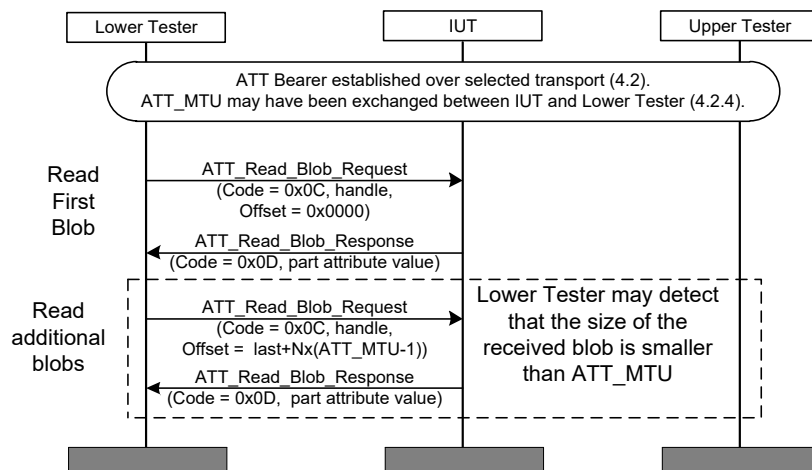 Lower Tester
IUT
Upper Tester
ATT Bearer established over selected transport (4.2).
ATT_MTU may have been exchanged between IUT and Lower Tester (4.2.4).
Read
First
Blob
ATT_Read_Blob_Request
(Code = 0x0C, handle,
Offset = 0x0000)
ATT_Read_Blob_Response
(Code = 0x0D, part attribute value)
Read
additional
blobs
ATT_Read_Blob_Request
(Code = 0x0C, handle,
Offset = last+Nx(ATT_MTU-1))
ATT_Read_Blob_Response
(Code = 0x0D, part attribute value)
Lower Tester may detect
that the size of the
received blob is smaller
than ATT_MTU